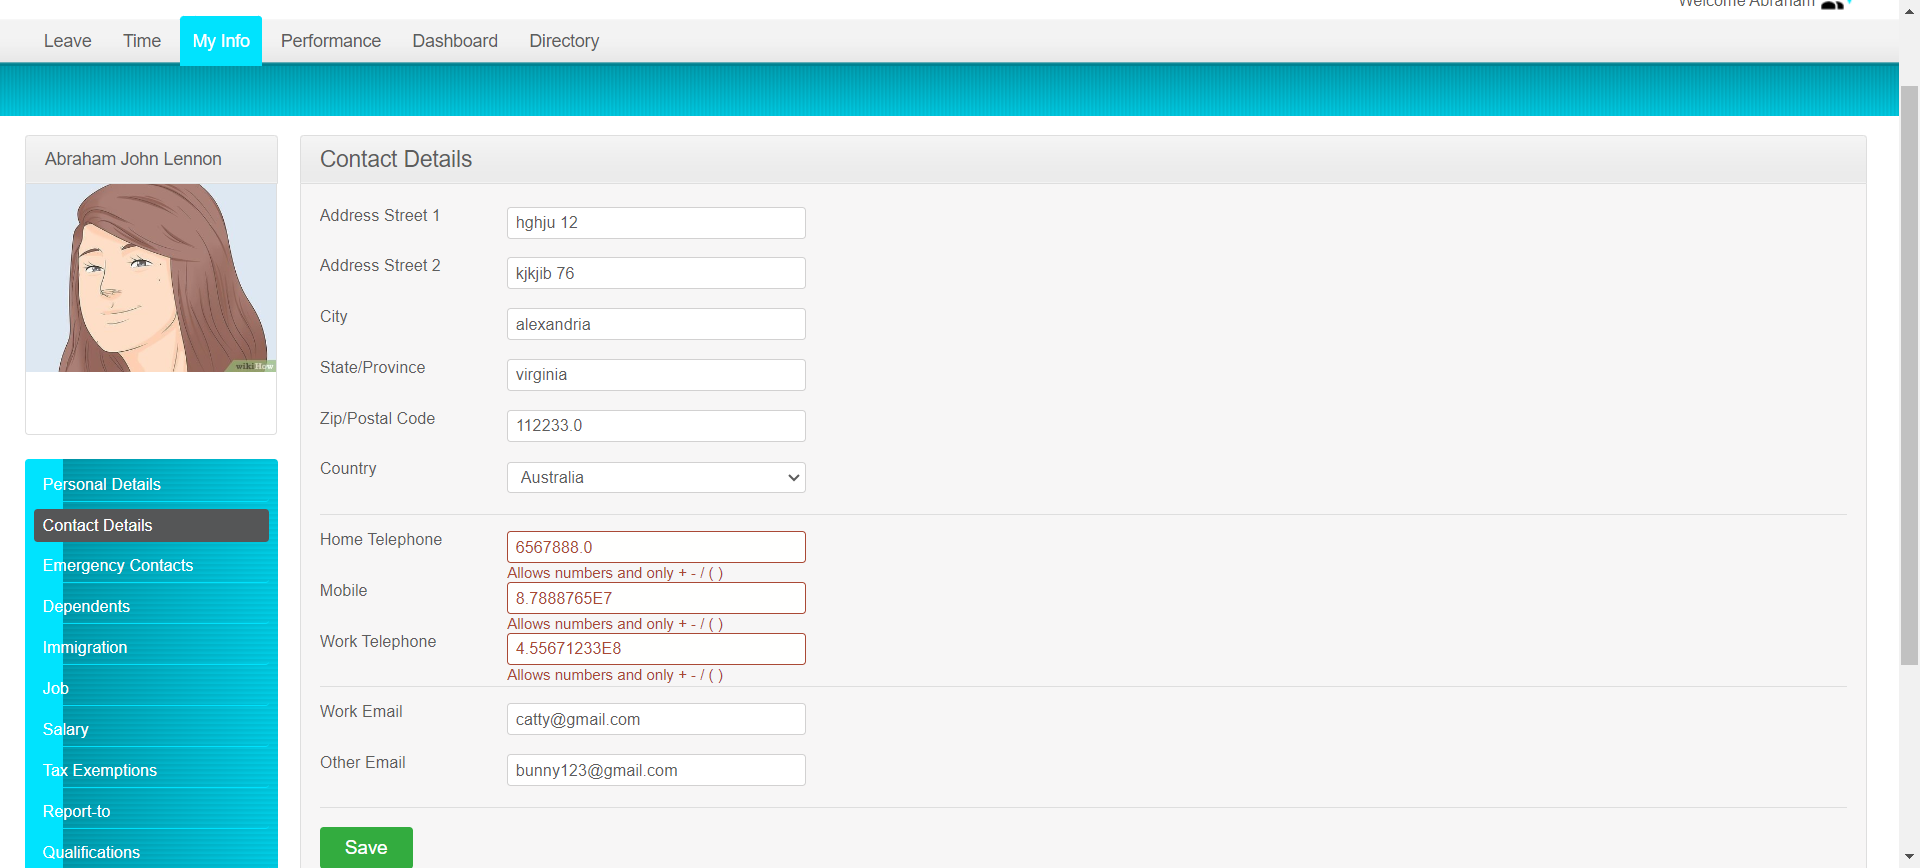 Welcome Abraham
Leave Time My Info Performance Dashboard Directory
Abraham John Lennon
wikiHow
Contact Details
Address Street 1 hghju 12
Address Street 2 kjkjib 76
City alexandria
State/Province virginia
Zip/Postal Code 112233.0
Country Australia
Home Telephone 6567888.0
Allows numbers and only + - / ( )
Mobile 8.7888765E7
Allows numbers and only + - / ( )
Work Telephone 4.55671233E8
Allows numbers and only + - / ( )
Work Email catty@gmail.com
Other Email bunny123@gmail.com
Save
Personal Details
Contact Details
Emergency Contacts
Dependents
Immigration
Job
Salary
Tax Exemptions
Report-to
Qualifications